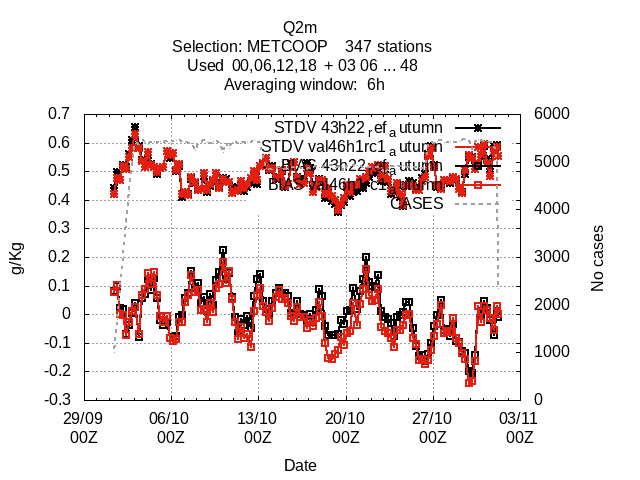 Q2m
Selection: METCOOP 347 stations
Used 00,06,12,18 + 03 06 ... 48
Averaging window: 6h
STDV 43h22_ref_autumn
STDV val46h1rc1_autumn
BIAS 43h22_ref_autumn
BIAS val46h1rc1_autumn
CASES
0.7
0.6
0.5
0.4
0.3
0.2
0.1
0
-0.1
-0.2
-0.3
g/Kg
6000
5000
4000
3000
2000
1000
0
No cases
29/09 06/10 13/10 20/10 27/10 03/11
00Z 00Z 00Z 00Z 00Z 00Z
Date